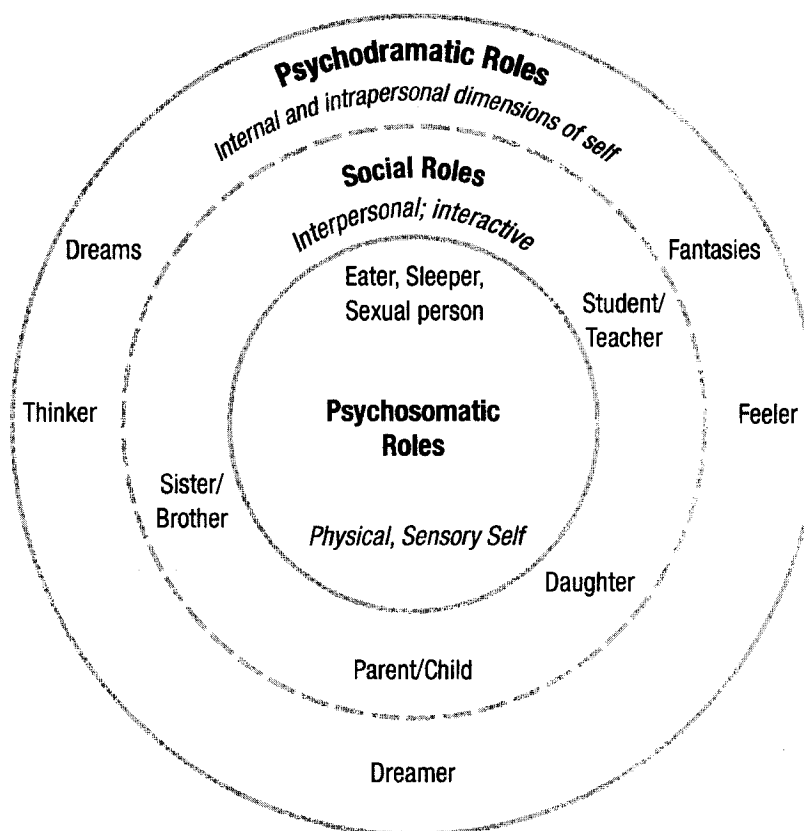 Psychodramatic Roles
Internal and intrapersonal dimensions of self
Social Roles
Interpersonal; interactive
Dreams
Fantasies
Eater, Sleeper,
Sexual person
Student/
Teacher
Thinker
Psychosomatic
Roles
Feeler
Sister/
Brother
Physical, Sensory Self
Daughter
Parent/Child
Dreamer